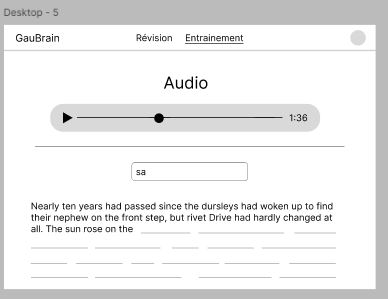 Desktop - 5
GauBrain Révision Entrainement
Audio
1:36
sa
Nearly ten years had passed since the dursleys had woken up to find
their nephew on the front step, but rivet Drive had hardly changed at
all. The sun rose on the